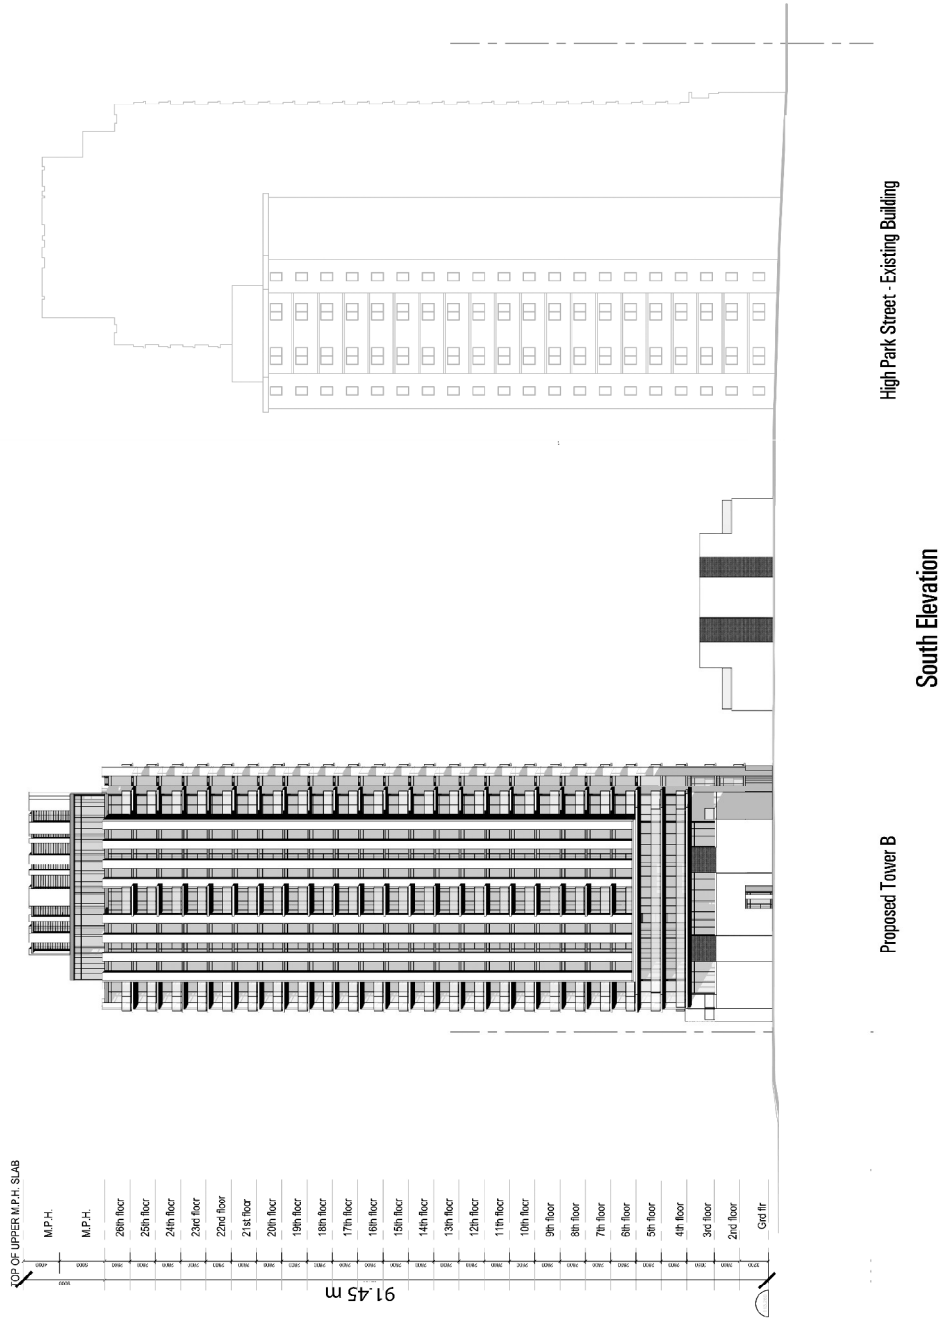 TOP OF UPPER M.P.H. SLAB
M.P.H.
M.P.H.
26th floor
25th floor
24th floor
23rd floor
22nd floor
21st floor
20th floor
19th floor
18th floor
17th floor
16th floor
15th floor
14th floor
13th floor
12th floor
11th floor
10th floor
9th floor
8th floor
7th floor
6th floor
5th floor
4th floor
3rd floor
2nd floor
Grd flr
91.45 m
Proposed Tower B
High Park Street - Existing Building
South Elevation